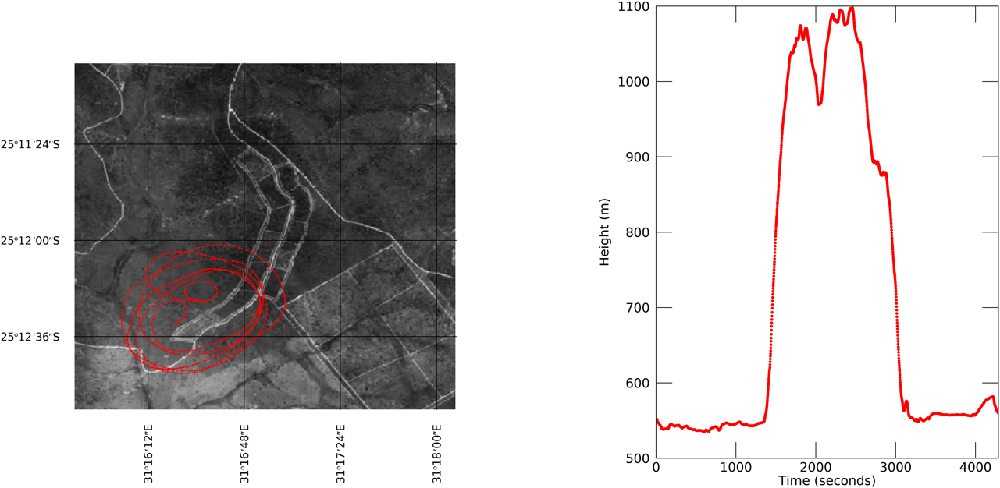 25°11'24"S
25°12'00"S
25°12'36"S
31°16'12"E
31°16'48"E
31°17'24"E
31°18'00"E
1100
1000
900
800
700
600
500
Height (m)
0
1000
2000
3000
4000
Time (seconds)